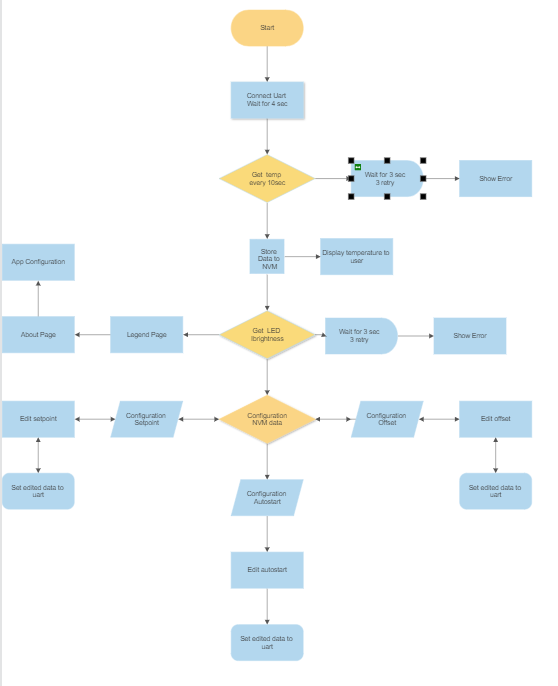 Start
Connect Uart
Wait for 4 sec
Get temp
every 10sec
Wait for 3 sec
3 retry
Show Error
Store
Data to
NVM
Display temperature to
user
App Configuration
Get LED
Ibrightness
Wait for 3 sec
3 retry
Show Error
Legend Page
About Page
Edit setpoint
Configuration
Setpoint
Configuration
NVM data
Configuration
Offset
Edit offset
Set edited data to
uart
Configuration
Autostart
Set edited data to
uart
Edit autostart
Set edited data to
uart